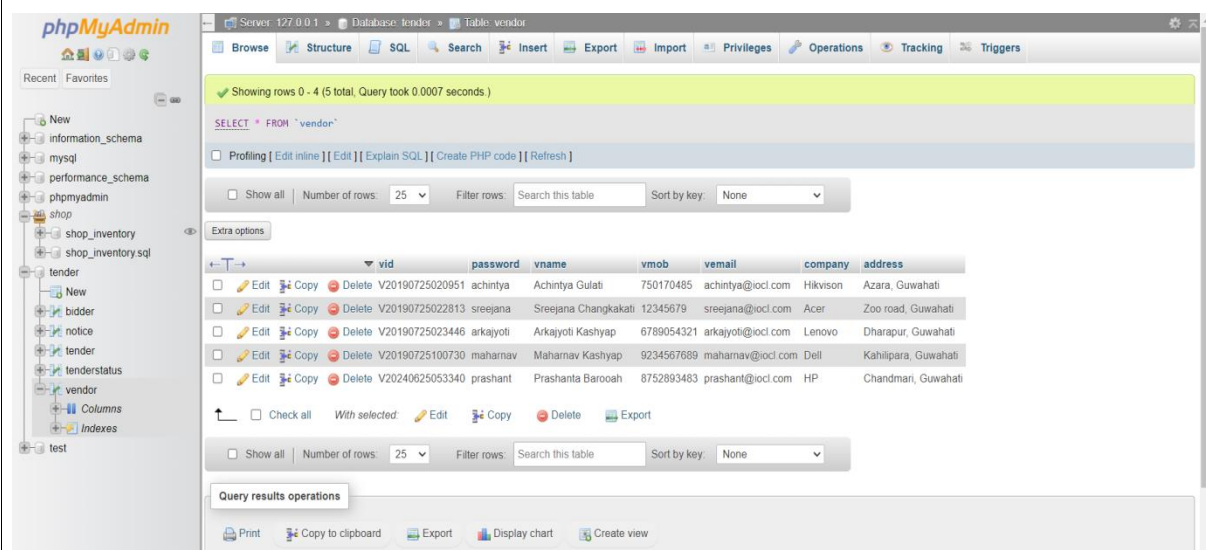 phpMyAdmin
Recent Favorites
New
information_schema
mysql
performance_schema
phpmyadmin
shop
shop_inventory
shop_inventory.sql
tender
New
bidder
notice
tender
tenderstatus
vendor
Columns
Indexes
test
Server: 127.0.0.1 » Database: tender » Table: vendor
Browse Structure SQL Search Insert Export Import Privileges Operations Tracking Triggers
Showing rows 0 - 4 (5 total, Query took 0.0007 seconds.)
SELECT * FROM `vendor`
Profiling [ Edit inline ] [ Edit ] [ Explain SQL ] [ Create PHP code ] [ Refresh ]
Show all | Number of rows: 25 Filter rows: Search this table Sort by key: None
Extra options
←T→ vid password vname vmob vemail company address
Edit Copy Delete V20190725020951 achintya Achintya Gulati 750170485 achintya@iocl.com Hikvison Azara, Guwahati
Edit Copy Delete V20190725022813 sreejana Sreejana Changkakati 12345679 sreejana@iocl.com Acer Zoo road, Guwahati
Edit Copy Delete V20190725023446 arkajyoti Arkajyoti Kashyap 6789054321 arkajyoti@iocl.com Lenovo Dharapur, Guwahati
Edit Copy Delete V20190725100730 maharnav Maharnav Kashyap 9234567689 maharnav@iocl.com Dell Kahilipara, Guwahati
Edit Copy Delete V20240625053340 prashant Prashanta Barooah 8752893483 prashant@iocl.com HP Chandmari, Guwahati
Check all With selected: Edit Copy Delete Export
Show all | Number of rows: 25 Filter rows: Search this table Sort by key: None
Query results operations
Print Copy to clipboard Export Display chart Create view